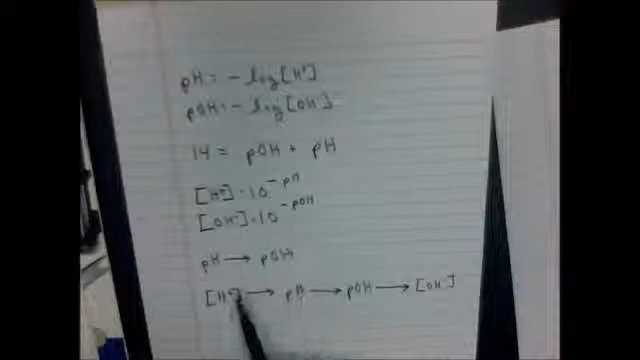 pH = - log [H⁺]
pOH = - log [OH⁻]
14 = pOH + pH
[H⁺] = 10^-pH
[OH⁻] = 10^-pOH
pH → pOH
[H⁺] → pH → pOH → [OH⁻]